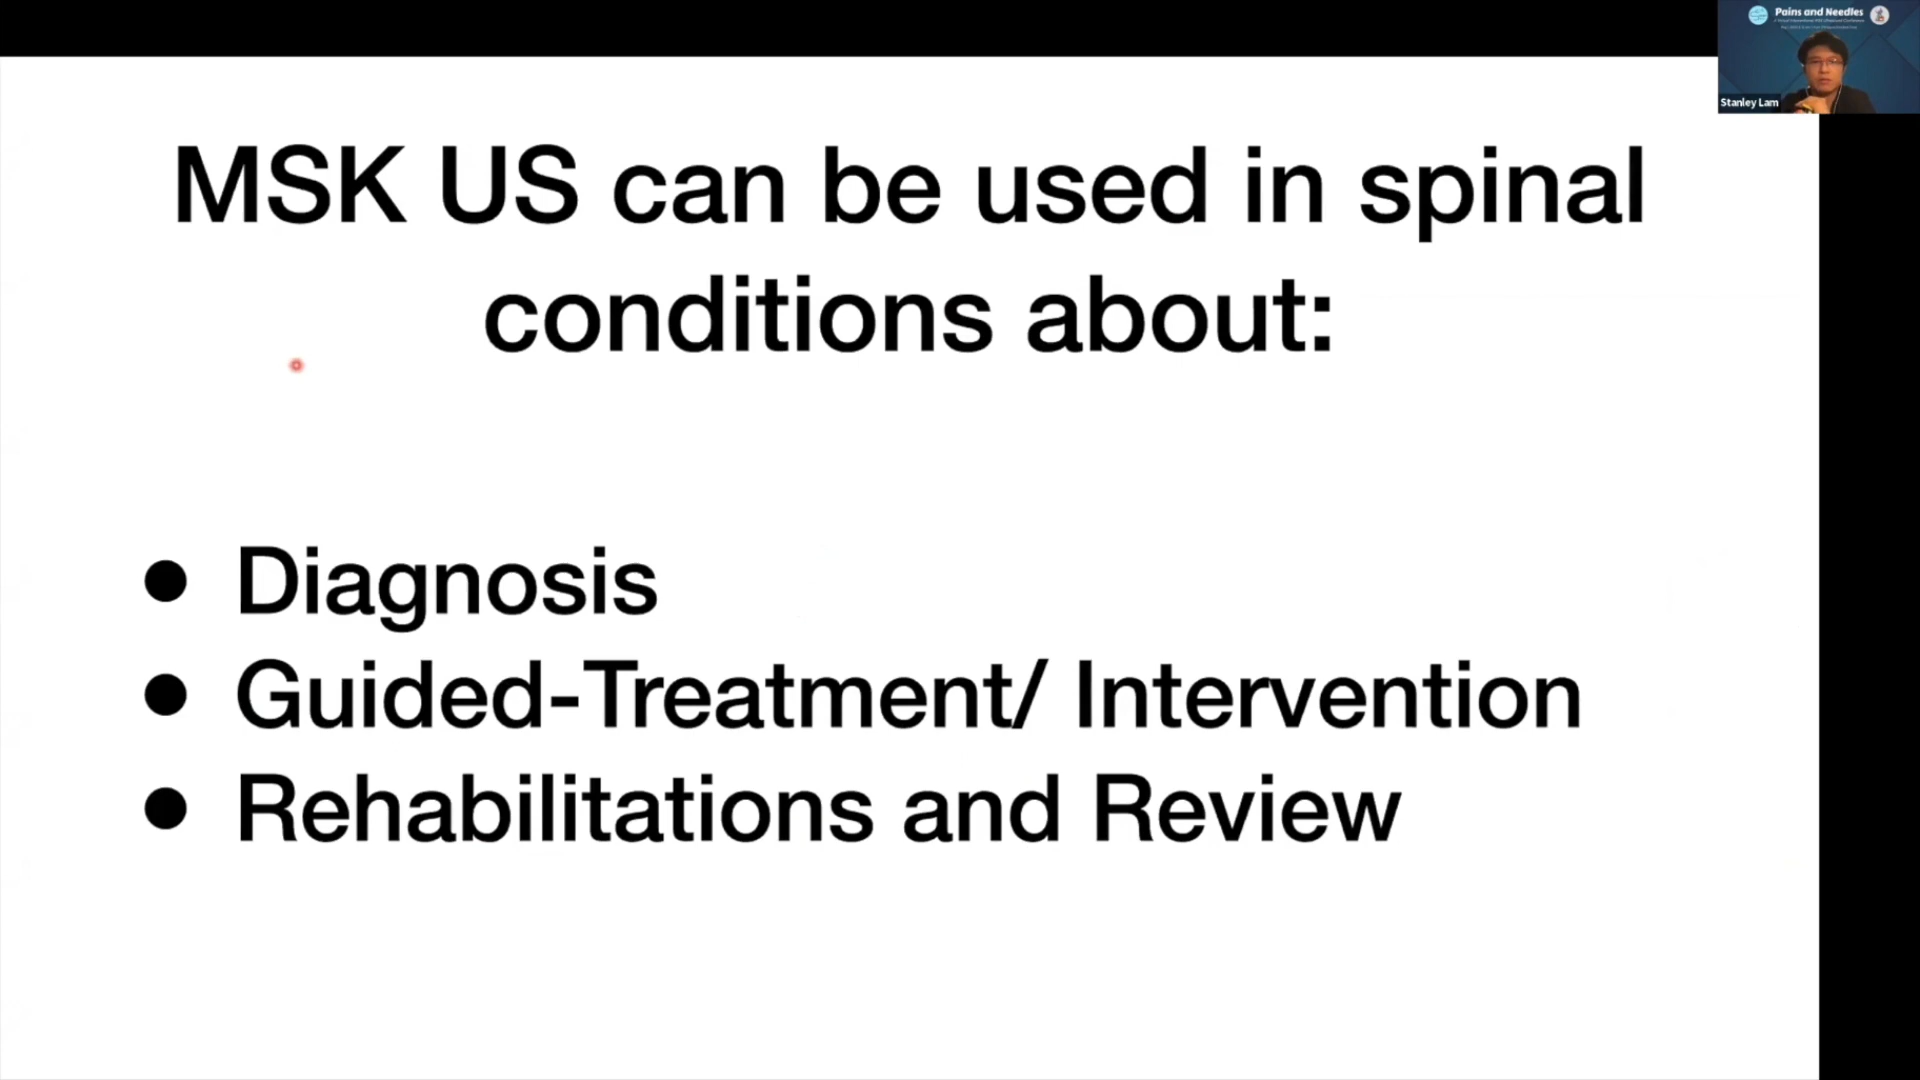 Pains and Needles
Stanley Lam
MSK US can be used in spinal
conditions about:
● Diagnosis
● Guided-Treatment/ Intervention
● Rehabilitations and Review